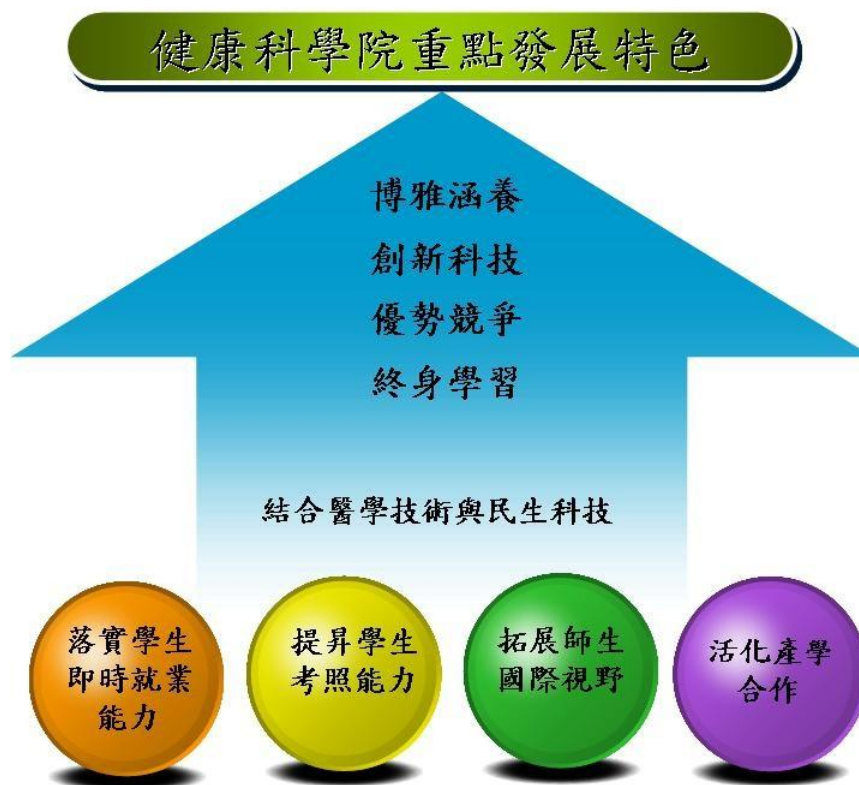 健康科學院重點發展特色
博雅涵養
創新科技
優勢競爭
終身學習
結合醫學技術與民生科技
落實學生
即時就業
能力
提昇學生
考照能力
拓展師生
國際視野
活化產學
合作